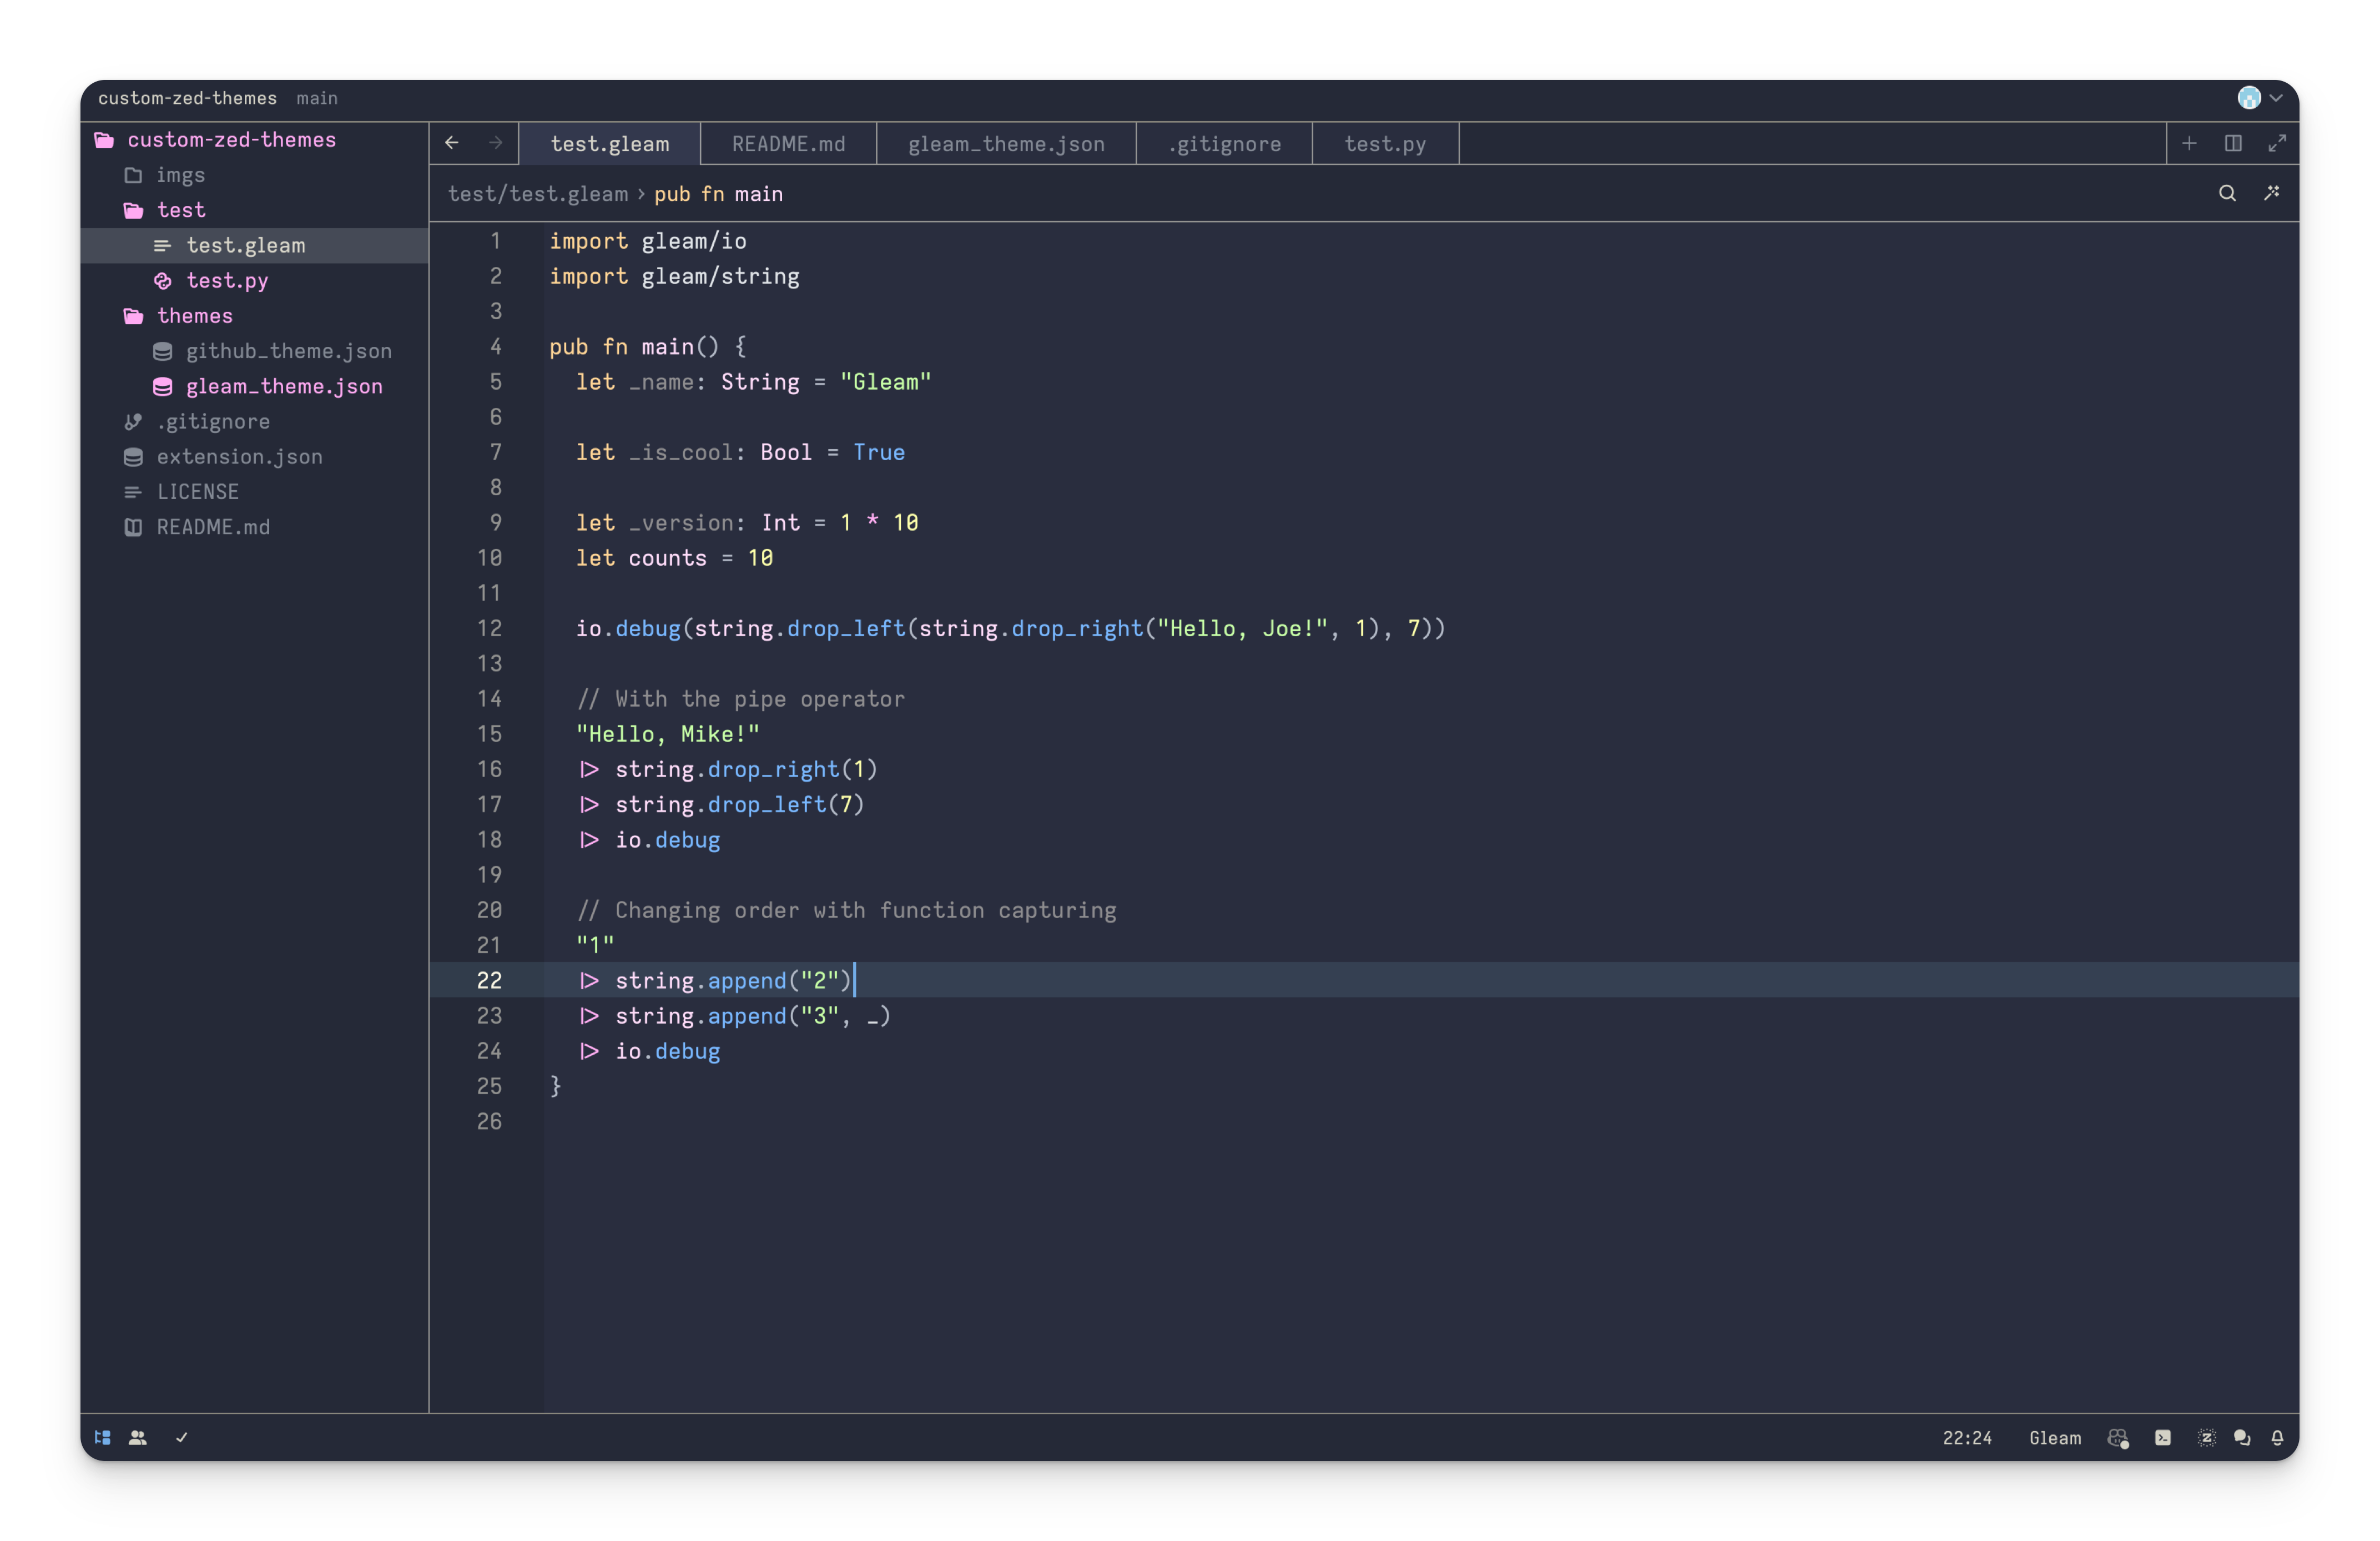 custom-zed-themes main
custom-zed-themes
imgs
test
test.gleam
test.py
themes
github_theme.json
gleam_theme.json
.gitignore
extension.json
LICENSE
README.md
test.gleam README.md gleam_theme.json .gitignore test.py
test/test.gleam › pub fn main
1 import gleam/io
2 import gleam/string
3
4 pub fn main() {
5   let _name: String = "Gleam"
6
7   let _is_cool: Bool = True
8
9   let _version: Int = 1 * 10
10   let counts = 10
11
12   io.debug(string.drop_left(string.drop_right("Hello, Joe!", 1), 7))
13
14   // With the pipe operator
15   "Hello, Mike!"
16   |> string.drop_right(1)
17   |> string.drop_left(7)
18   |> io.debug
19
20   // Changing order with function capturing
21   "1"
22   |> string.append("2")
23   |> string.append("3", _)
24   |> io.debug
25 }
26
22:24 Gleam